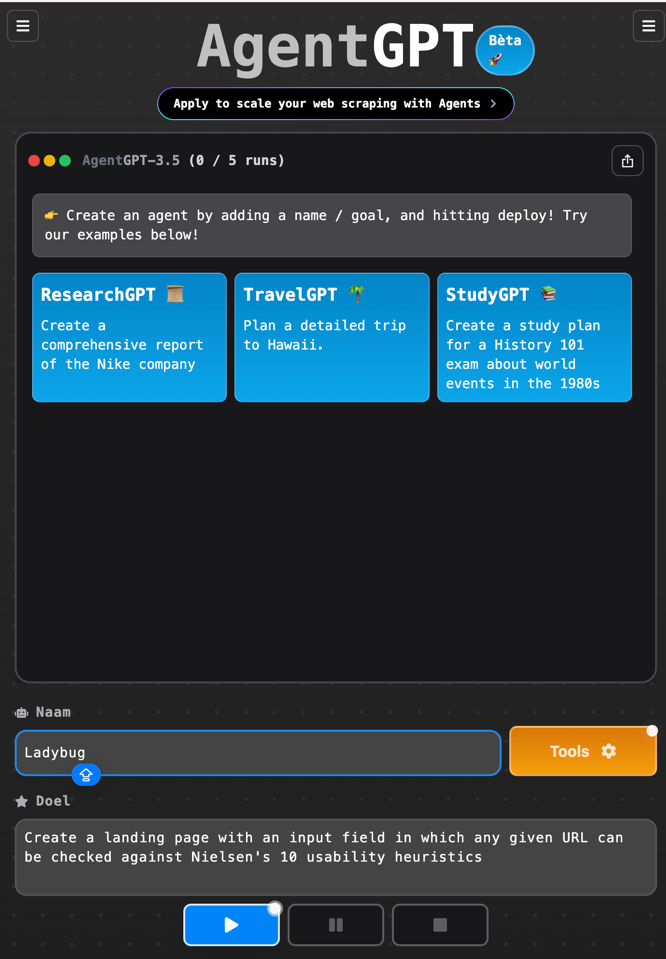 AgentGPT Bèta 🚀
Apply to scale your web scraping with Agents >
AgentGPT-3.5 (0 / 5 runs)
👉 Create an agent by adding a name / goal, and hitting deploy! Try
our examples below!
ResearchGPT 📜
Create a
comprehensive report
of the Nike company
TravelGPT 🌴
Plan a detailed trip
to Hawaii.
StudyGPT 📚
Create a study plan
for a History 101
exam about world
events in the 1980s
Naam
Ladybug
Tools
Doel
Create a landing page with an input field in which any given URL can
be checked against Nielsen's 10 usability heuristics